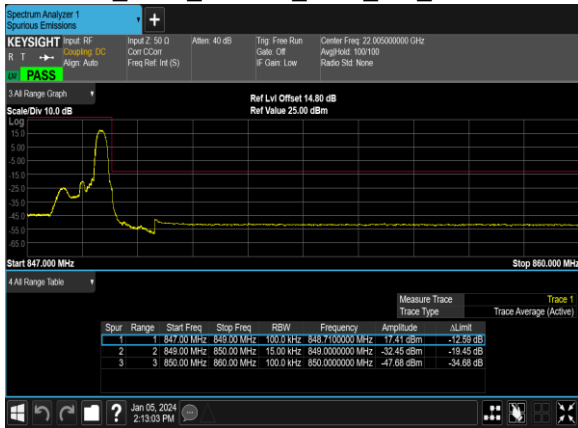 Spectrum Analyzer 1
Spurious Emissions
+
KEYSIGHT Input: RF Input Z: 50 Ω Atten: 40 dB Trig: Free Run Center Freq: 22.005000000 GHz
R T Coupling: DC Corr CCorr Gate: Off Avg|Hold: 100/100
Align: Auto Freq Ref: Int (S) IF Gain: Low Radio Std: None
PASS
3 All Range Graph
Ref Lvl Offset 14.80 dB
Scale/Div 10.0 dB Ref Value 25.00 dBm
Log
15.0
5.00
-5.00
-15.0
-25.0
-35.0
-45.0
-55.0
-65.0
Start 847.000 MHz Stop 860.000 MHz
4 All Range Table
Measure Trace Trace 1
Trace Type Trace Average (Active)
Spur Range Start Freq Stop Freq RBW Frequency Amplitude ΔLimit
1 1 847.00 MHz 849.00 MHz 100.0 kHz 848.7100000 MHz 17.41 dBm -12.59 dB
2 2 849.00 MHz 850.00 MHz 15.00 kHz 849.0000000 MHz -32.45 dBm -19.45 dB
3 3 850.00 MHz 860.00 MHz 100.0 kHz 850.0000000 MHz -47.68 dBm -34.68 dB
? Jan 05, 2024
2:13:03 PM